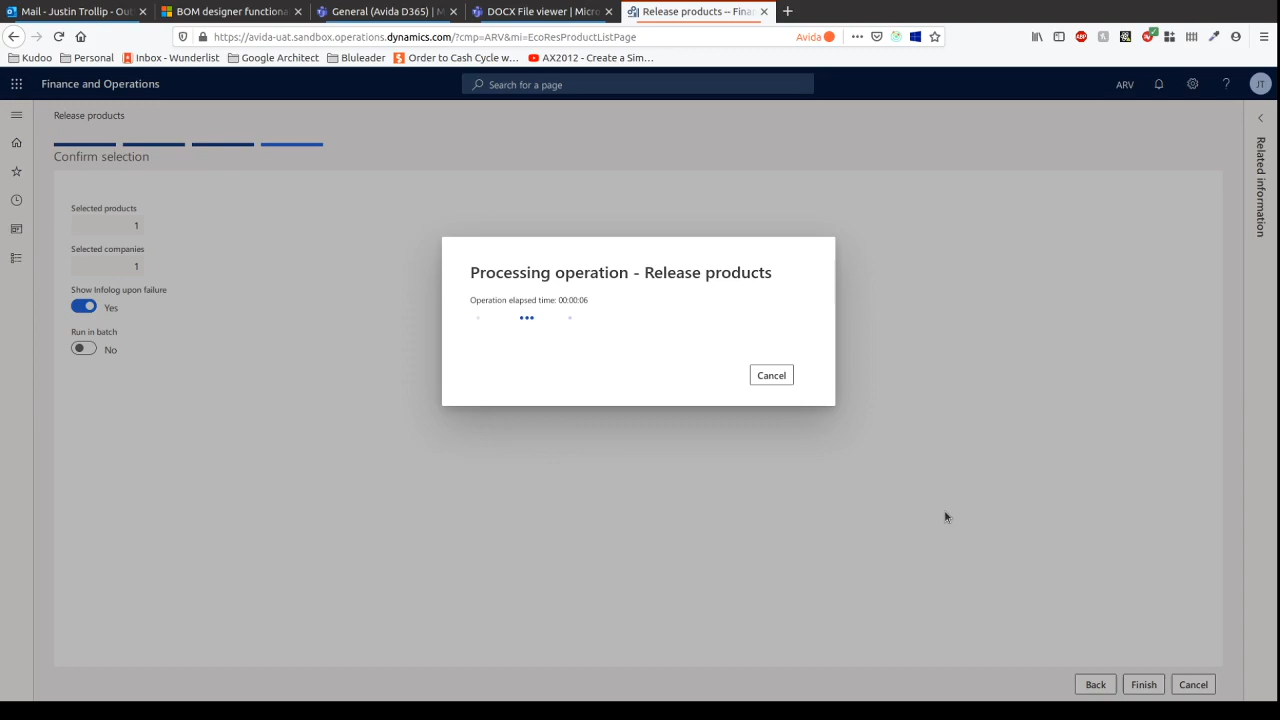 Mail - Justin Trollip - Out
BOM designer functiona
General (Avida D365) | M
DOCX File viewer | Micro
Release products -- Fina
https://avida-uat.sandbox.operations.dynamics.com/?cmp=ARV&mi=EcoResProductListPage
Avida
Kudoo
Personal
Inbox - Wunderlist
Google Architect
Bluleader
Order to Cash Cycle w...
AX2012 - Create a Sim...
Finance and Operations
Search for a page
ARV
JT
Release products
Confirm selection
Selected products
1
Selected companies
1
Show Infolog upon failure
Yes
Run in batch
No
Processing operation - Release products
Operation elapsed time: 00:00:06
Cancel
Related information
Back
Finish
Cancel